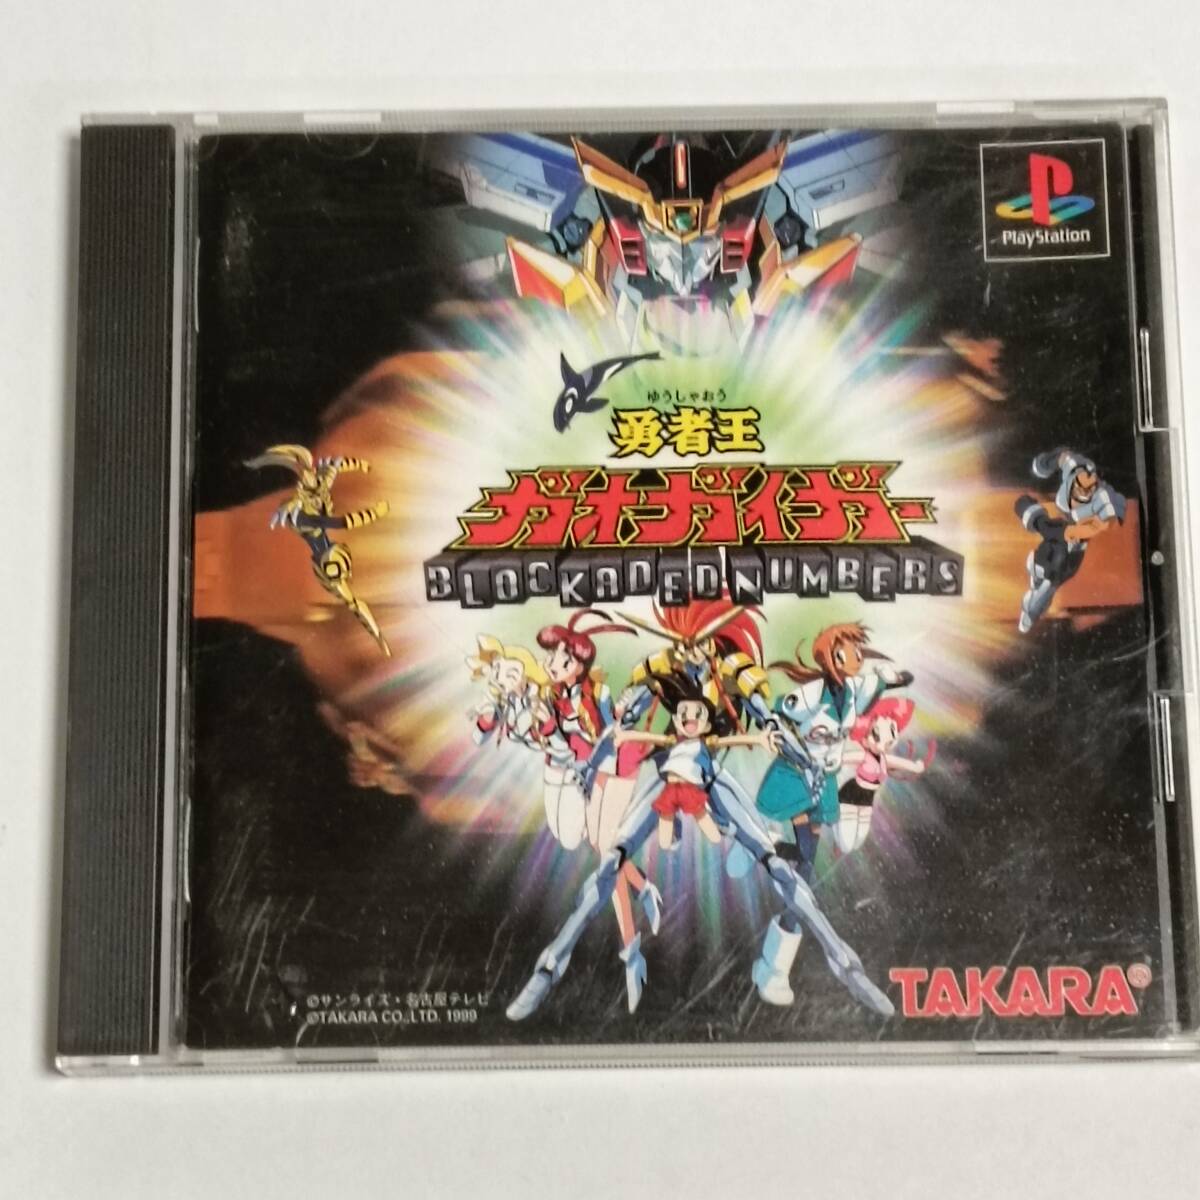 PlayStation
ゆうしゃおう
勇者王
ガオガイガー
BLOCKADED NUMBERS
©サンライズ・名古屋テレビ
©TAKARA CO.,LTD. 1999
TAKARA®